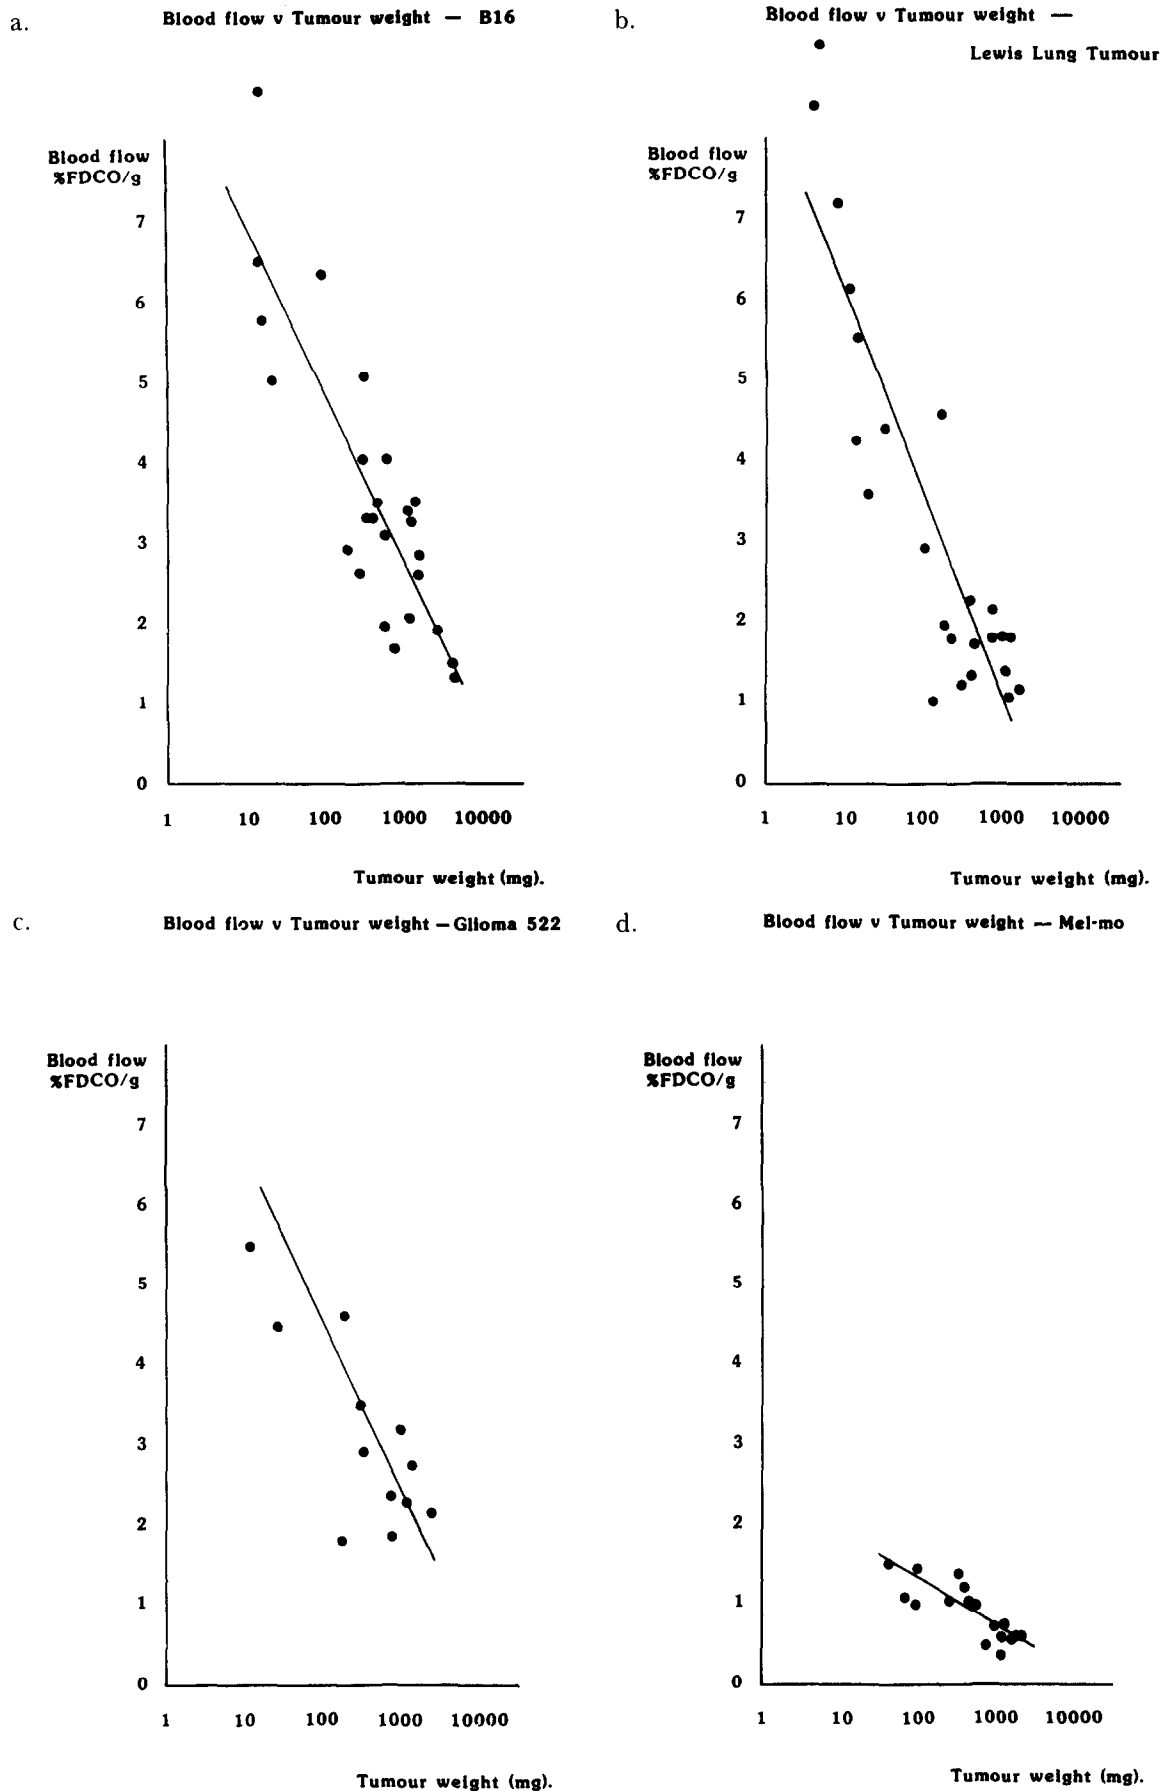 a.
Blood flow v Tumour weight — B16
Blood flow
%FDCO/g
7
6
5
4
3
2
1
0
1 10 100 1000 10000
Tumour weight (mg).
b.
Blood flow v Tumour weight —
Lewis Lung Tumour
Blood flow
%FDCO/g
7
6
5
4
3
2
1
0
1 10 100 1000 10000
Tumour weight (mg).
c.
Blood flow v Tumour weight — Glioma 522
Blood flow
%FDCO/g
7
6
5
4
3
2
1
0
1 10 100 1000 10000
Tumour weight (mg).
d.
Blood flow v Tumour weight — Mel-mo
Blood flow
%FDCO/g
7
6
5
4
3
2
1
0
1 10 100 1000 10000
Tumour weight (mg).